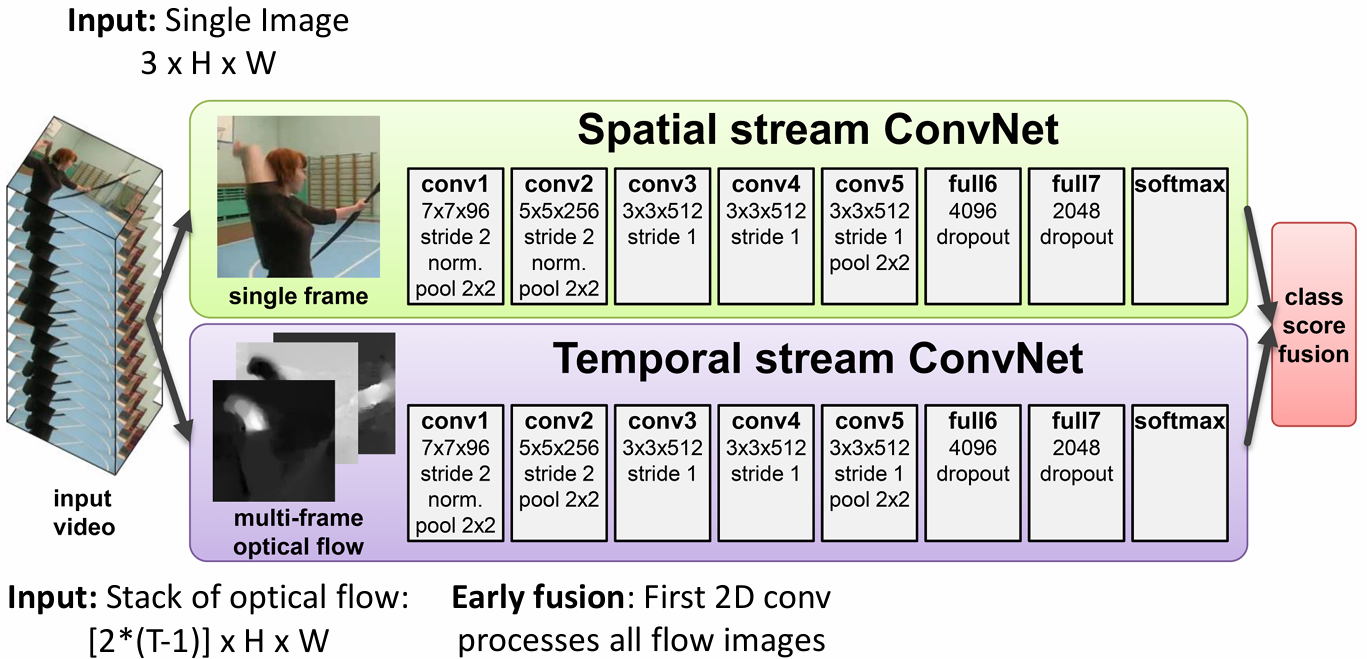 Input: Single Image
3 x H x W
Spatial stream ConvNet
single frame
conv1
7x7x96
stride 2
norm.
pool 2x2
conv2
5x5x256
stride 2
norm.
pool 2x2
conv3
3x3x512
stride 1
conv4
3x3x512
stride 1
conv5
3x3x512
stride 1
pool 2x2
full6
4096
dropout
full7
2048
dropout
softmax
input
video
Temporal stream ConvNet
multi-frame
optical flow
conv1
7x7x96
stride 2
norm.
pool 2x2
conv2
5x5x256
stride 2
pool 2x2
conv3
3x3x512
stride 1
conv4
3x3x512
stride 1
conv5
3x3x512
stride 1
pool 2x2
full6
4096
dropout
full7
2048
dropout
softmax
class
score
fusion
Input: Stack of optical flow:
[2*(T-1)] x H x W
Early fusion: First 2D conv
processes all flow images